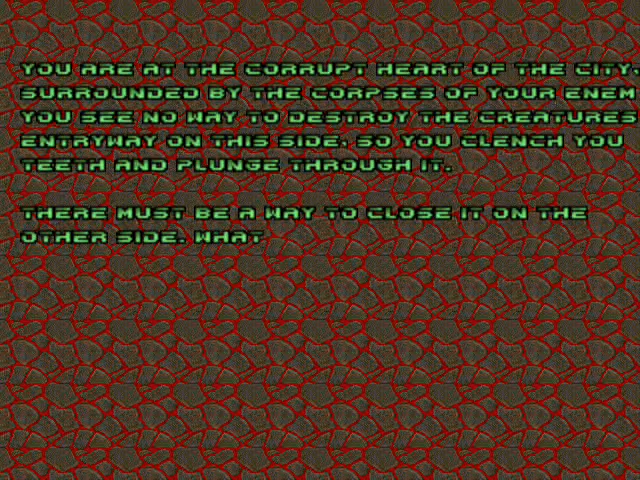 YOU ARE AT THE CORRUPT HEART OF THE CITY,
SURROUNDED BY THE CORPSES OF YOUR ENEM
YOU SEE NO WAY TO DESTROY THE CREATURES
ENTRYWAY ON THIS SIDE, SO YOU CLENCH YOU
TEETH AND PLUNGE THROUGH IT.
THERE MUST BE A WAY TO CLOSE IT ON THE
OTHER SIDE. WHAT